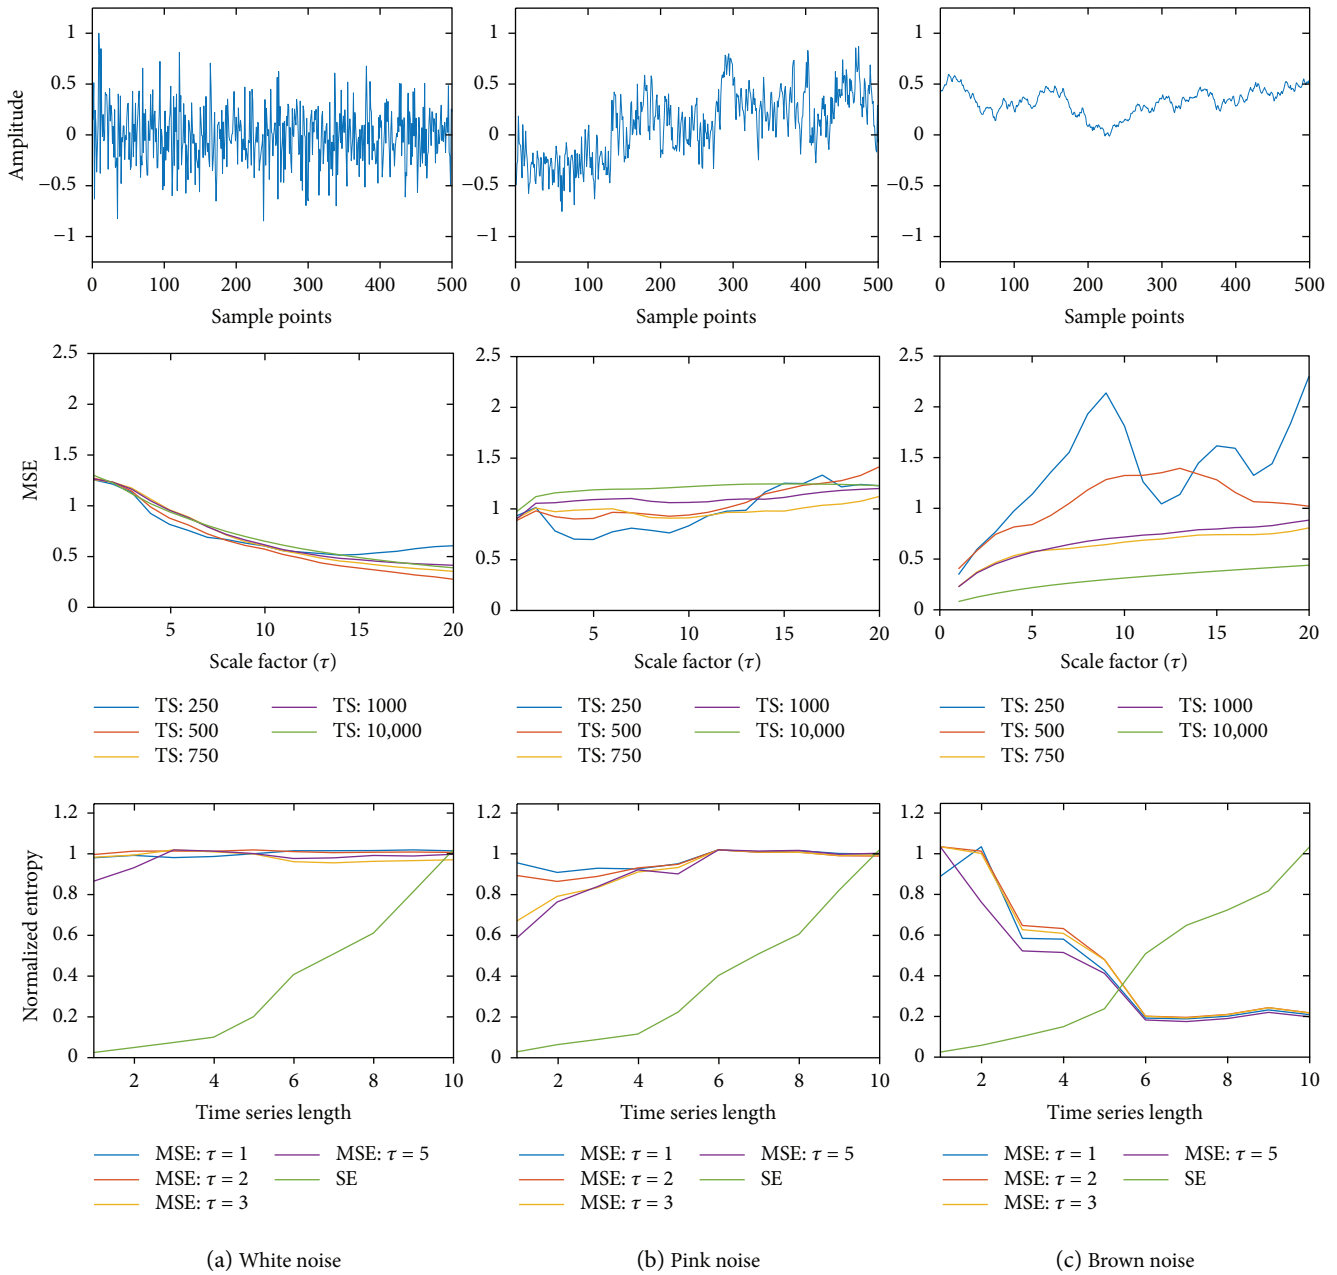 Amplitude
1
0.5
0
−0.5
−1
0 100 200 300 400 500
Sample points
1
0.5
0
−0.5
−1
0 100 200 300 400 500
Sample points
1
0.5
0
−0.5
−1
0 100 200 300 400 500
Sample points
MSE
2.5
2
1.5
1
0.5
0
5 10 15 20
Scale factor (τ)
TS: 250 TS: 1000
TS: 500 TS: 10,000
TS: 750
2.5
2
1.5
1
0.5
0
5 10 15 20
Scale factor (τ)
TS: 250 TS: 1000
TS: 500 TS: 10,000
TS: 750
2.5
2
1.5
1
0.5
0
0 5 10 15 20
Scale factor (τ)
TS: 250 TS: 1000
TS: 500 TS: 10,000
TS: 750
Normalized entropy
1.2
1
0.8
0.6
0.4
0.2
0
2 4 6 8 10
Time series length
MSE: τ = 1 MSE: τ = 5
MSE: τ = 2 SE
MSE: τ = 3
(a) White noise
1.2
1
0.8
0.6
0.4
0.2
0
2 4 6 8 10
Time series length
MSE: τ = 1 MSE: τ = 5
MSE: τ = 2 SE
MSE: τ = 3
(b) Pink noise
1.2
1
0.8
0.6
0.4
0.2
0
2 4 6 8 10
Time series length
MSE: τ = 1 MSE: τ = 5
MSE: τ = 2 SE
MSE: τ = 3
(c) Brown noise